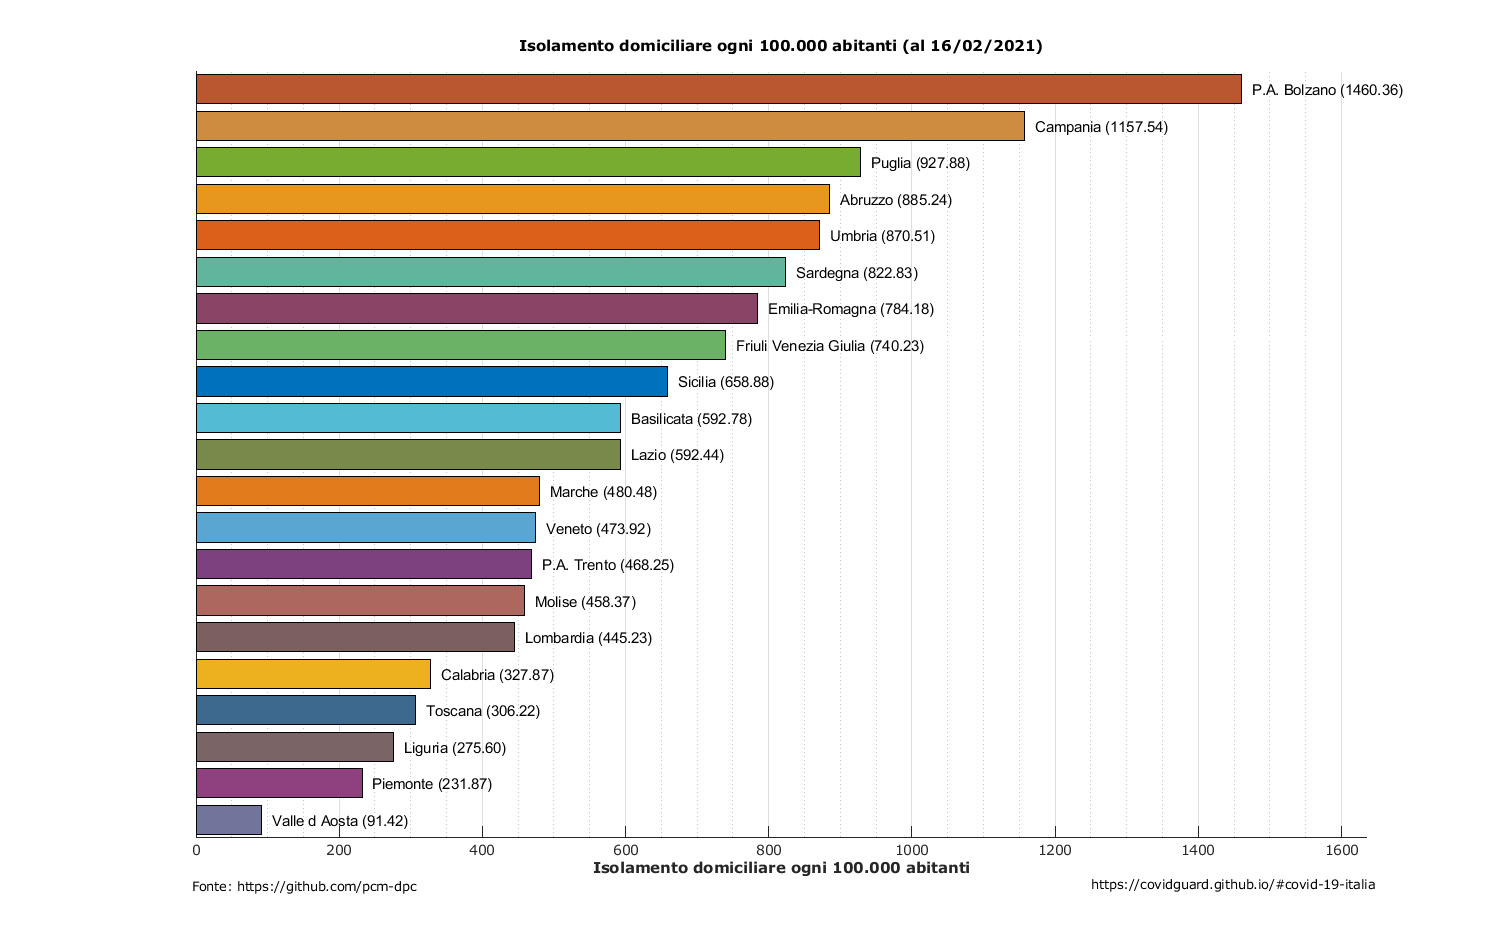 Isolamento domiciliare ogni 100.000 abitanti (al 16/02/2021)
P.A. Bolzano (1460.36)
Campania (1157.54)
Puglia (927.88)
Abruzzo (885.24)
Umbria (870.51)
Sardegna (822.83)
Emilia-Romagna (784.18)
Friuli Venezia Giulia (740.23)
Sicilia (658.88)
Basilicata (592.78)
Lazio (592.44)
Marche (480.48)
Veneto (473.92)
P.A. Trento (468.25)
Molise (458.37)
Lombardia (445.23)
Calabria (327.87)
Toscana (306.22)
Liguria (275.60)
Piemonte (231.87)
Valle d Aosta (91.42)
0 200 400 600 800 1000 1200 1400 1600
Isolamento domiciliare ogni 100.000 abitanti
Fonte: https://github.com/pcm-dpc
https://covidguard.github.io/#covid-19-italia